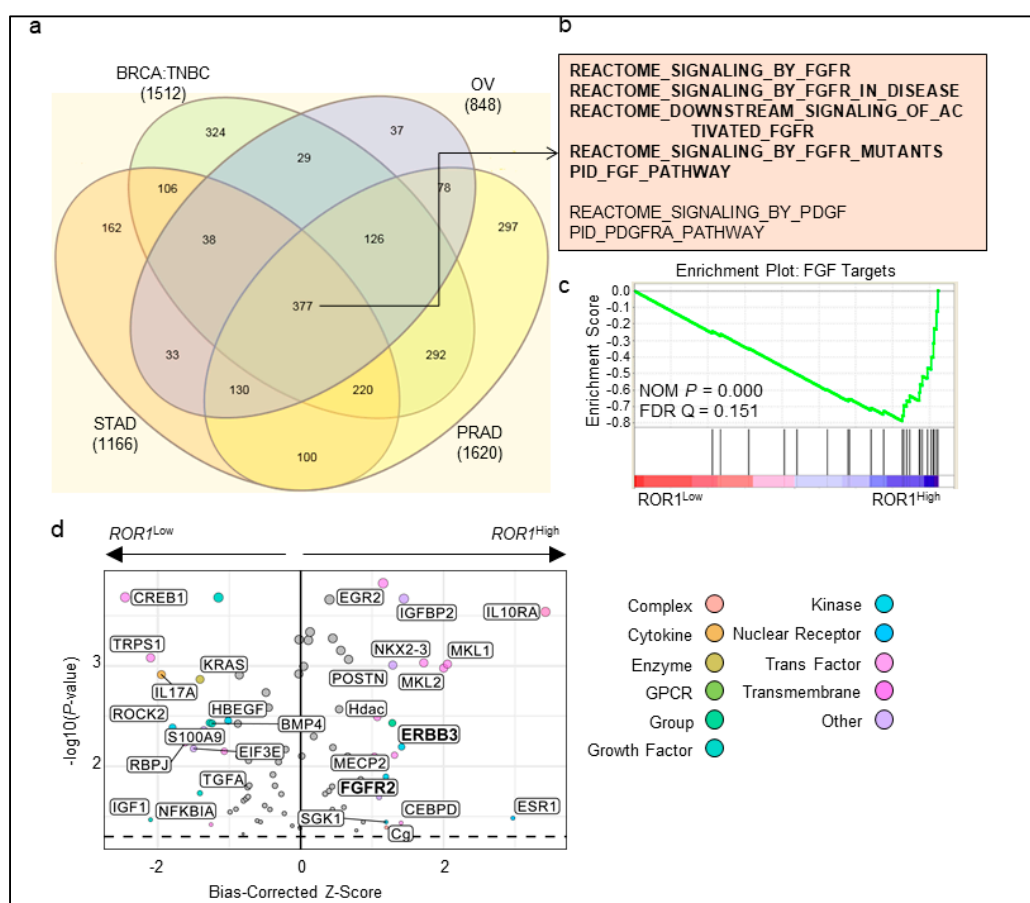 a
BRCA:TNBC
(1512)
OV
(848)
324
37
29
106
78
162
38
126
297
377
33
292
130
220
STAD
(1166)
PRAD
(1620)
100
b
REACTOME_SIGNALING_BY_FGFR
REACTOME_SIGNALING_BY_FGFR_IN_DISEASE
REACTOME_DOWNSTREAM_SIGNALING_OF_AC
TIVATED_FGFR
REACTOME_SIGNALING_BY_FGFR_MUTANTS
PID_FGF_PATHWAY
REACTOME_SIGNALING_BY_PDGF
PID_PDGFRA_PATHWAY
c
Enrichment Plot: FGF Targets
Enrichment Score
0.0
-0.1
-0.2
-0.3
-0.4
-0.5
-0.6
-0.7
-0.8
NOM P = 0.000
FDR Q = 0.151
ROR1Low
ROR1High
d
ROR1Low
ROR1High
-log10(P-value)
3
2
CREB1
EGR2
IGFBP2
IL10RA
TRPS1
KRAS
NKX2-3
MKL1
POSTN
MKL2
IL17A
ROCK2
HBEGF
BMP4
Hdac
S100A9
ERBB3
RBPJ
EIF3E
MECP2
TGFA
FGFR2
IGF1
NFKBIA
SGK1
CEBPD
ESR1
Cg
-2
0
2
Bias-Corrected Z-Score
Complex
Cytokine
Enzyme
GPCR
Group
Growth Factor
Kinase
Nuclear Receptor
Trans Factor
Transmembrane
Other